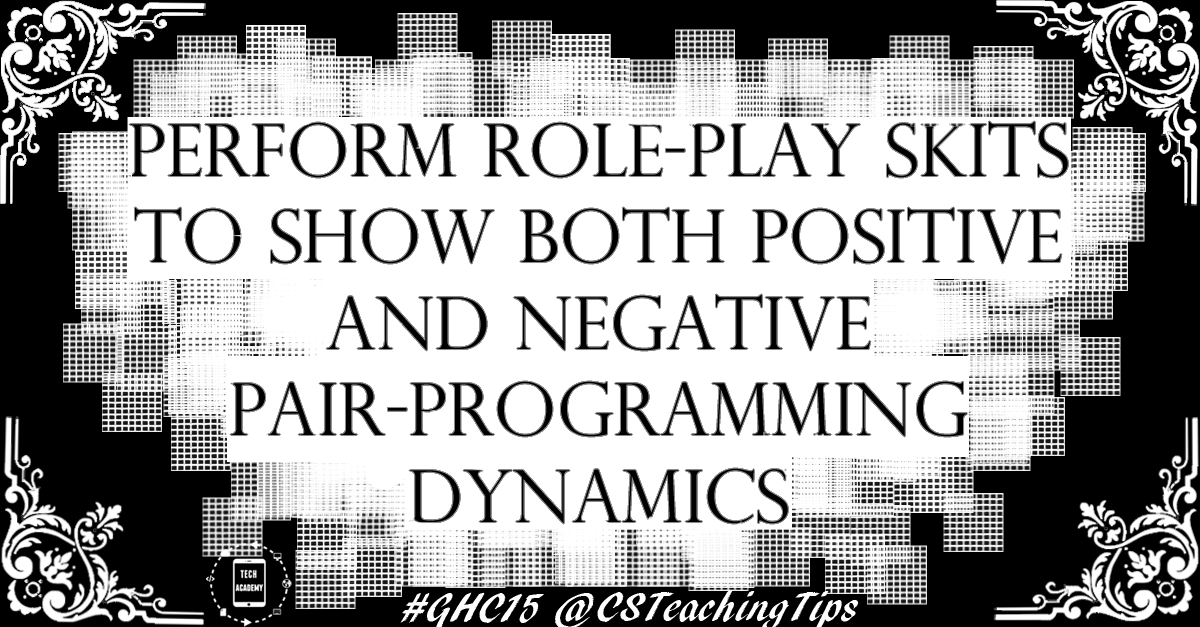 PERFORM ROLE-PLAY SKITS
TO SHOW BOTH POSITIVE
AND NEGATIVE
PAIR-PROGRAMMING
DYNAMICS
TECH
ACADEMY
#GHC15 @CSTeachingTips